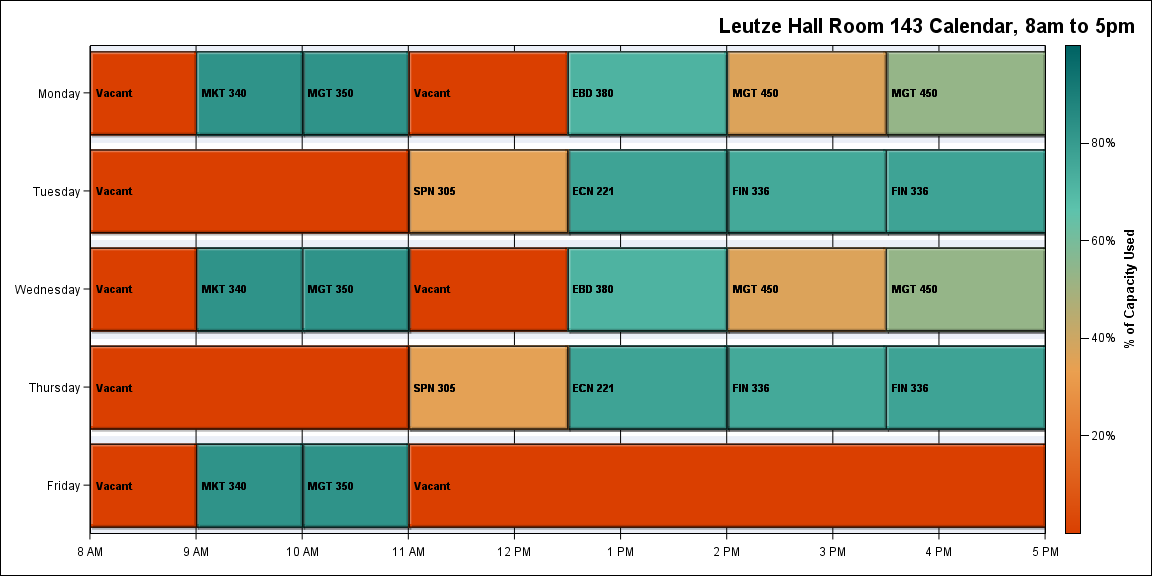 Leutze Hall Room 143 Calendar, 8am to 5pm
Monday
Vacant
MKT 340
MGT 350
Vacant
EBD 380
MGT 450
MGT 450
Tuesday
Vacant
SPN 305
ECN 221
FIN 336
FIN 336
Wednesday
Vacant
MKT 340
MGT 350
Vacant
EBD 380
MGT 450
MGT 450
Thursday
Vacant
SPN 305
ECN 221
FIN 336
FIN 336
Friday
Vacant
MKT 340
MGT 350
Vacant
8 AM
9 AM
10 AM
11 AM
12 PM
1 PM
2 PM
3 PM
4 PM
5 PM
80%
60%
40%
20%
% of Capacity Used